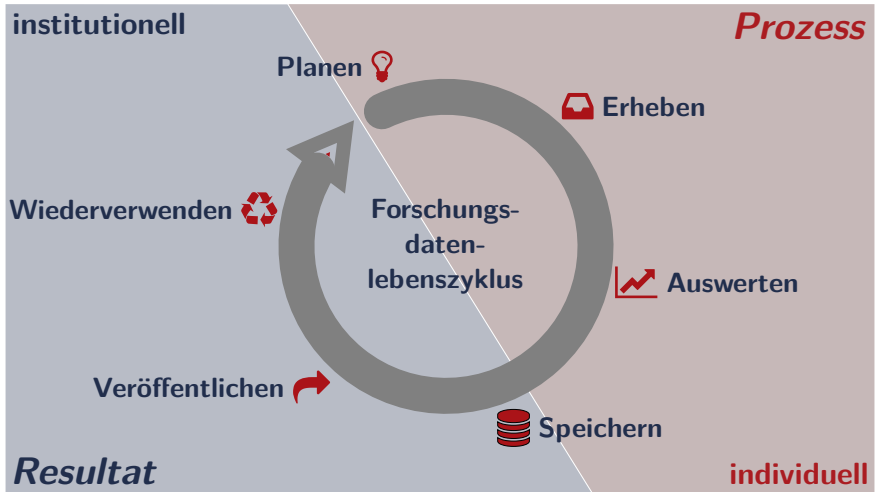 institutionell
Prozess
Planen
Erheben
Wiederverwenden
Forschungs-
daten-
lebenszyklus
Auswerten
Veröffentlichen
Speichern
Resultat
individuell